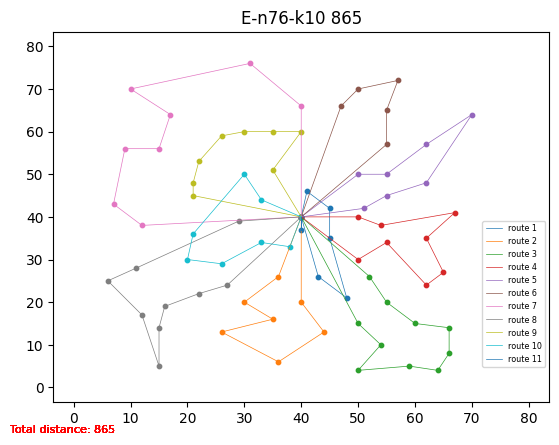 E-n76-k10 865
80
70
60
50
40
30
20
10
0
0 10 20 30 40 50 60 70 80
route 1
route 2
route 3
route 4
route 5
route 6
route 7
route 8
route 9
route 10
route 11
Total distance: 865